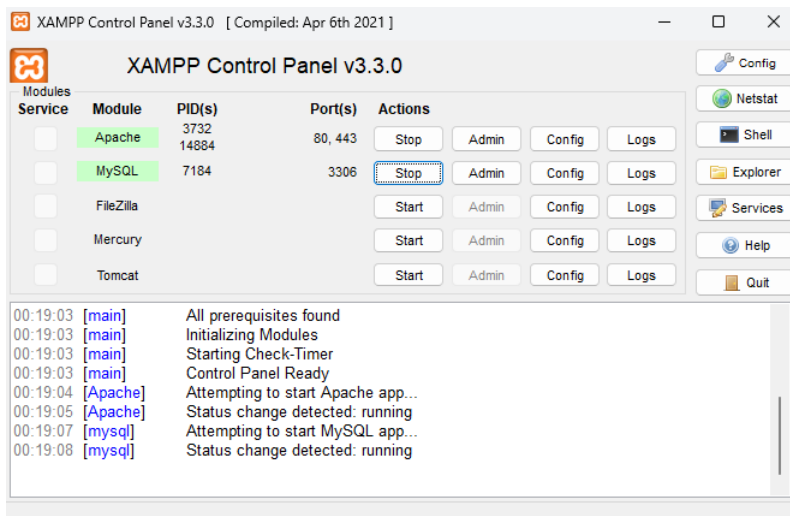 XAMPP Control Panel v3.3.0 [ Compiled: Apr 6th 2021 ]
XAMPP Control Panel v3.3.0
Config
Modules
Netstat
Service Module PID(s) Port(s) Actions
Apache 3732 14884 80, 443 Stop Admin Config Logs
Shell
MySQL 7184 3306 Stop Admin Config Logs
Explorer
FileZilla Start Admin Config Logs
Services
Mercury Start Admin Config Logs
Help
Tomcat Start Admin Config Logs
Quit
00:19:03 [main] All prerequisites found
00:19:03 [main] Initializing Modules
00:19:03 [main] Starting Check-Timer
00:19:03 [main] Control Panel Ready
00:19:04 [Apache] Attempting to start Apache app...
00:19:05 [Apache] Status change detected: running
00:19:07 [mysql] Attempting to start MySQL app...
00:19:08 [mysql] Status change detected: running